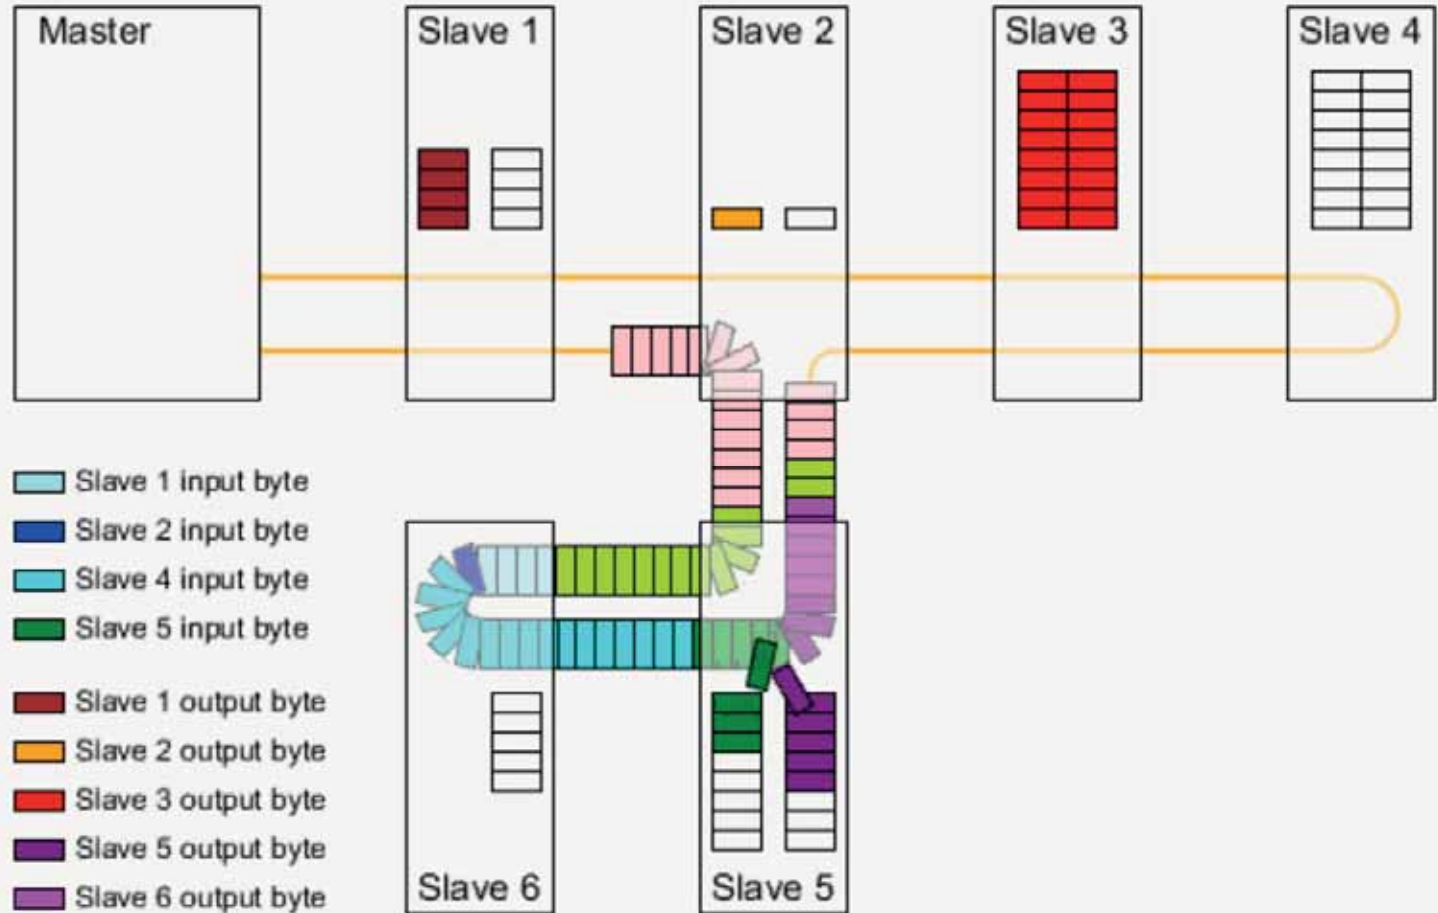 Master
Slave 1
Slave 2
Slave 3
Slave 4
Slave 1 input byte
Slave 2 input byte
Slave 4 input byte
Slave 5 input byte
Slave 1 output byte
Slave 2 output byte
Slave 3 output byte
Slave 5 output byte
Slave 6 output byte
Slave 6
Slave 5